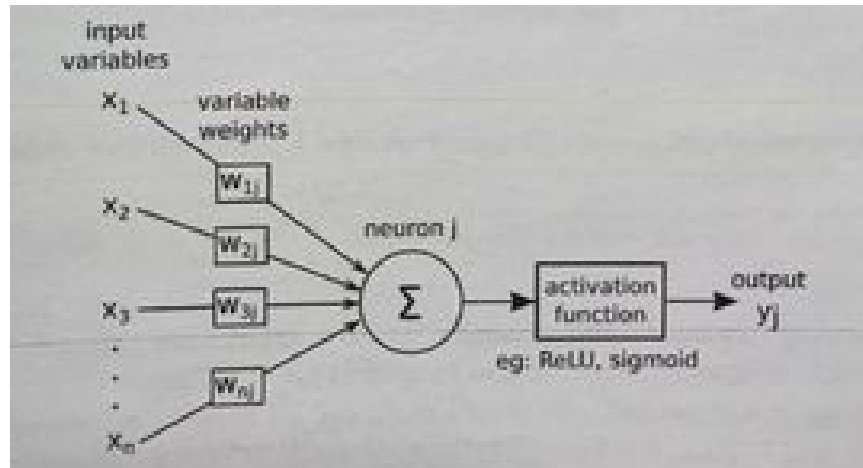 input
variables
x1
variable
weights
w1j
x2
w2j
neuron j
x3
w3j
Σ
activation
function
output
yj
eg: ReLU, sigmoid
.
.
.
wnj
xn